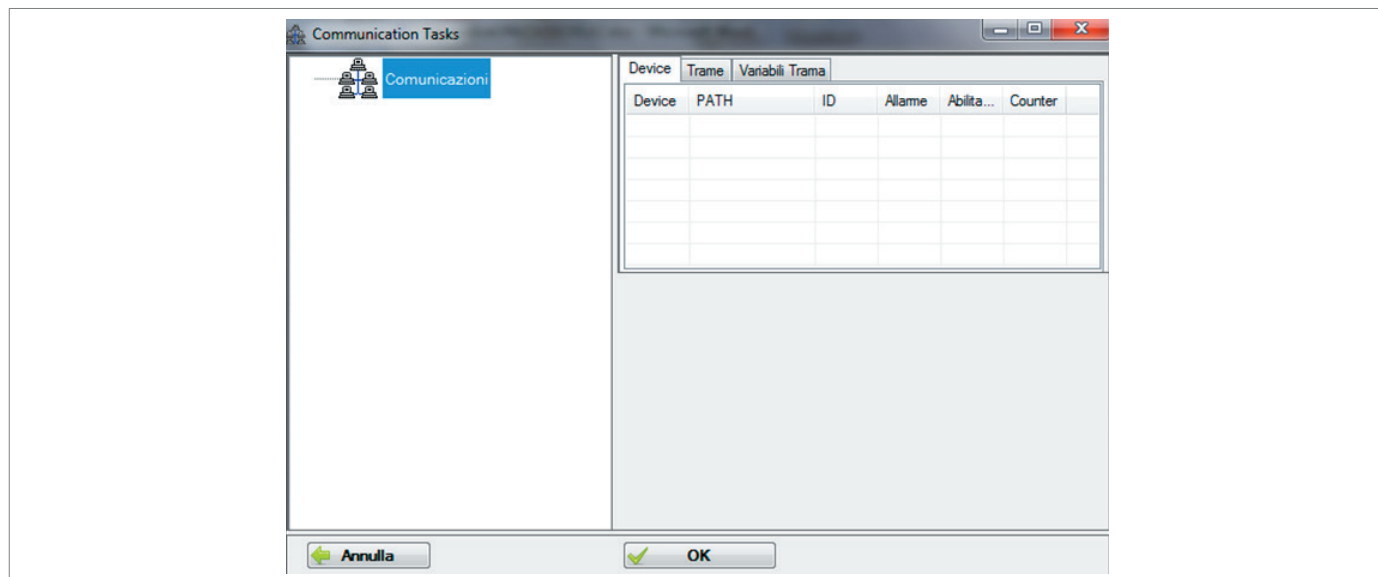 Communication Tasks
Comunicazioni
Device Trame Variabili Trama
Device PATH ID Allarme Abilita... Counter
Annulla OK